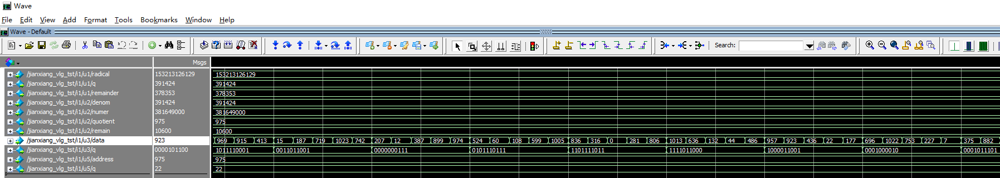 Wave
File Edit View Add Format Tools Bookmarks Window Help
Wave - Default
Search:
Msgs
/jianxiang_vlg_tst/i1/u1/radical 153213126129 153213126129
/jianxiang_vlg_tst/i1/u1/q 391424 391424
/jianxiang_vlg_tst/i1/u1/remainder 378353 378353
/jianxiang_vlg_tst/i1/u2/denom 391424 391424
/jianxiang_vlg_tst/i1/u2/numer 381649000 381649000
/jianxiang_vlg_tst/i1/u2/quotient 975 975
/jianxiang_vlg_tst/i1/u2/remain 10600 10600
/jianxiang_vlg_tst/i1/u3/data 923 969 915 413 15 187 719 1023 742 207 12 387 899 974 524 60 108 599 1005 836 316 0 281 806 1013 636 132 44 486 957 923 436 22 177 696 1022 753 227 7 375 882
/jianxiang_vlg_tst/i1/u3/q 0000101100 1011110001 0011011001 0000000111 0101110111 1101111011 1111011000 1000011001 0001000010 0001011101
/jianxiang_vlg_tst/i1/u5/address 975 975
/jianxiang_vlg_tst/i1/u5/q 22 22